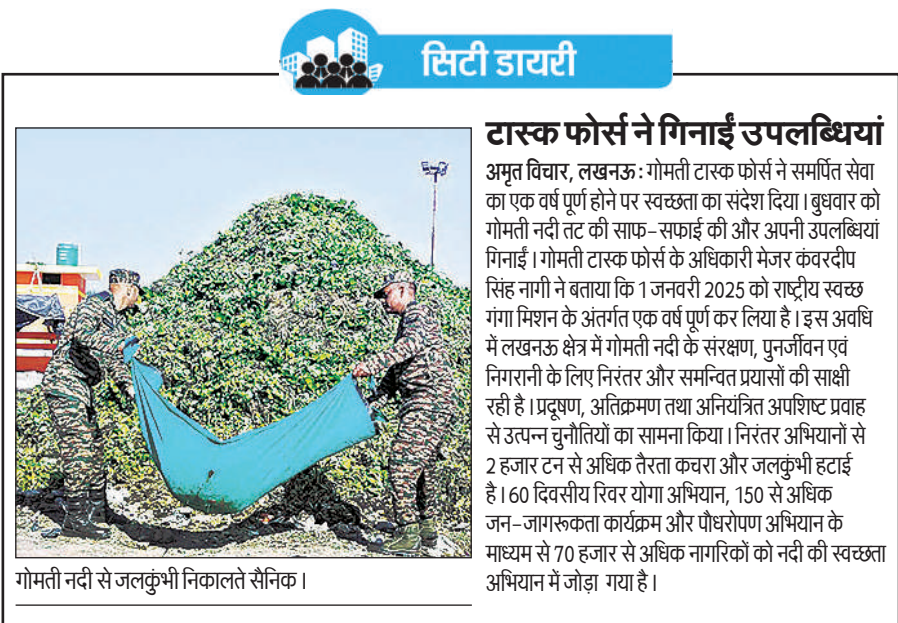 सिटी डायरी
टास्क फोर्स ने गिनाईं उपलब्धियां
अमृत विचार, लखनऊ : गोमती टास्क फोर्स ने समर्पित सेवा
का एक वर्ष पूर्ण होने पर स्वच्छता का संदेश दिया । बुधवार को
गोमती नदी तट की साफ-सफाई की और अपनी उपलब्धियां
गिनाईं । गोमती टास्क फोर्स के अधिकारी मेजर कंवरदीप
सिंह नागी ने बताया कि 1 जनवरी 2025 को राष्ट्रीय स्वच्छ
गंगा मिशन के अंतर्गत एक वर्ष पूर्ण कर लिया है । इस अवधि
में लखनऊ क्षेत्र में गोमती नदी के संरक्षण, पुनर्जीवन एवं
निगरानी के लिए निरंतर और समन्वित प्रयासों की साक्षी
रही है । प्रदूषण, अतिक्रमण तथा अनियंत्रित अपशिष्ट प्रवाह
से उत्पन्न चुनौतियों का सामना किया । निरंतर अभियानों से
2 हजार टन से अधिक तैरता कचरा और जलकुंभी हटाई
है । 60 दिवसीय रिवर योगा अभियान, 150 से अधिक
जन-जागरूकता कार्यक्रम और पौधरोपण अभियान के
माध्यम से 70 हजार से अधिक नागरिकों को नदी की स्वच्छता
अभियान में जोड़ा गया है ।
गोमती नदी से जलकुंभी निकालते सैनिक ।